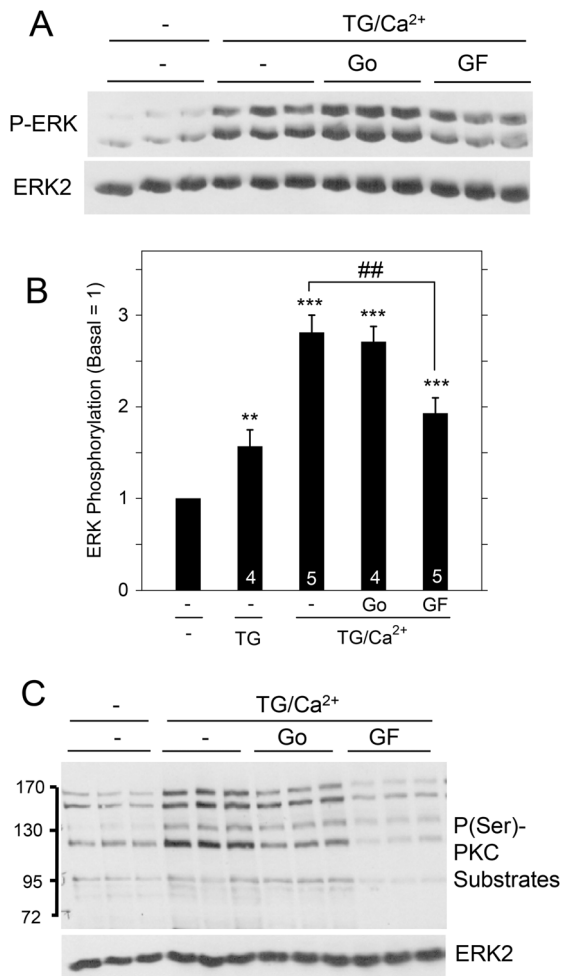 A
-
TG/Ca²⁺
-
-
Go
GF
P-ERK
ERK2
B
ERK Phosphorylation (Basal = 1)
3
2
1
0
##
***
***
***
**
4
5
4
5
-
-
-
Go
GF
-
TG
TG/Ca²⁺
C
-
TG/Ca²⁺
-
-
Go
GF
170
130
95
72
P(Ser)-
PKC
Substrates
ERK2